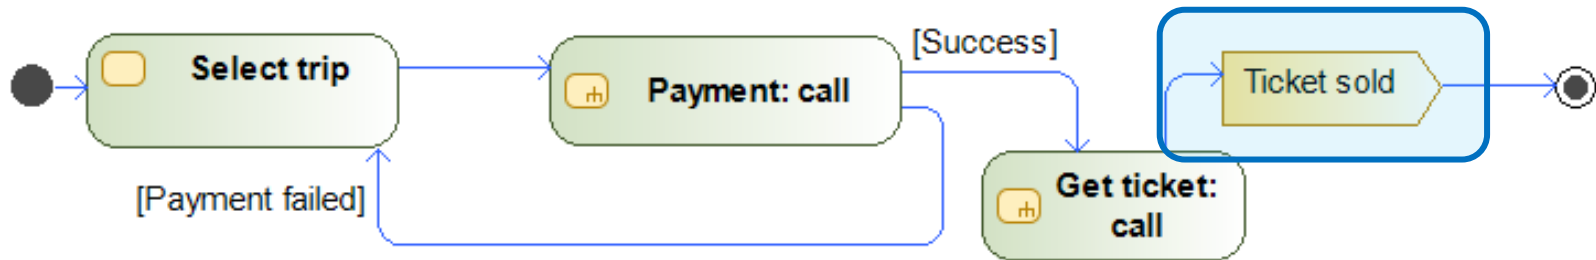 Select trip
Payment: call
[Success]
Ticket sold
[Payment failed]
Get ticket:
call